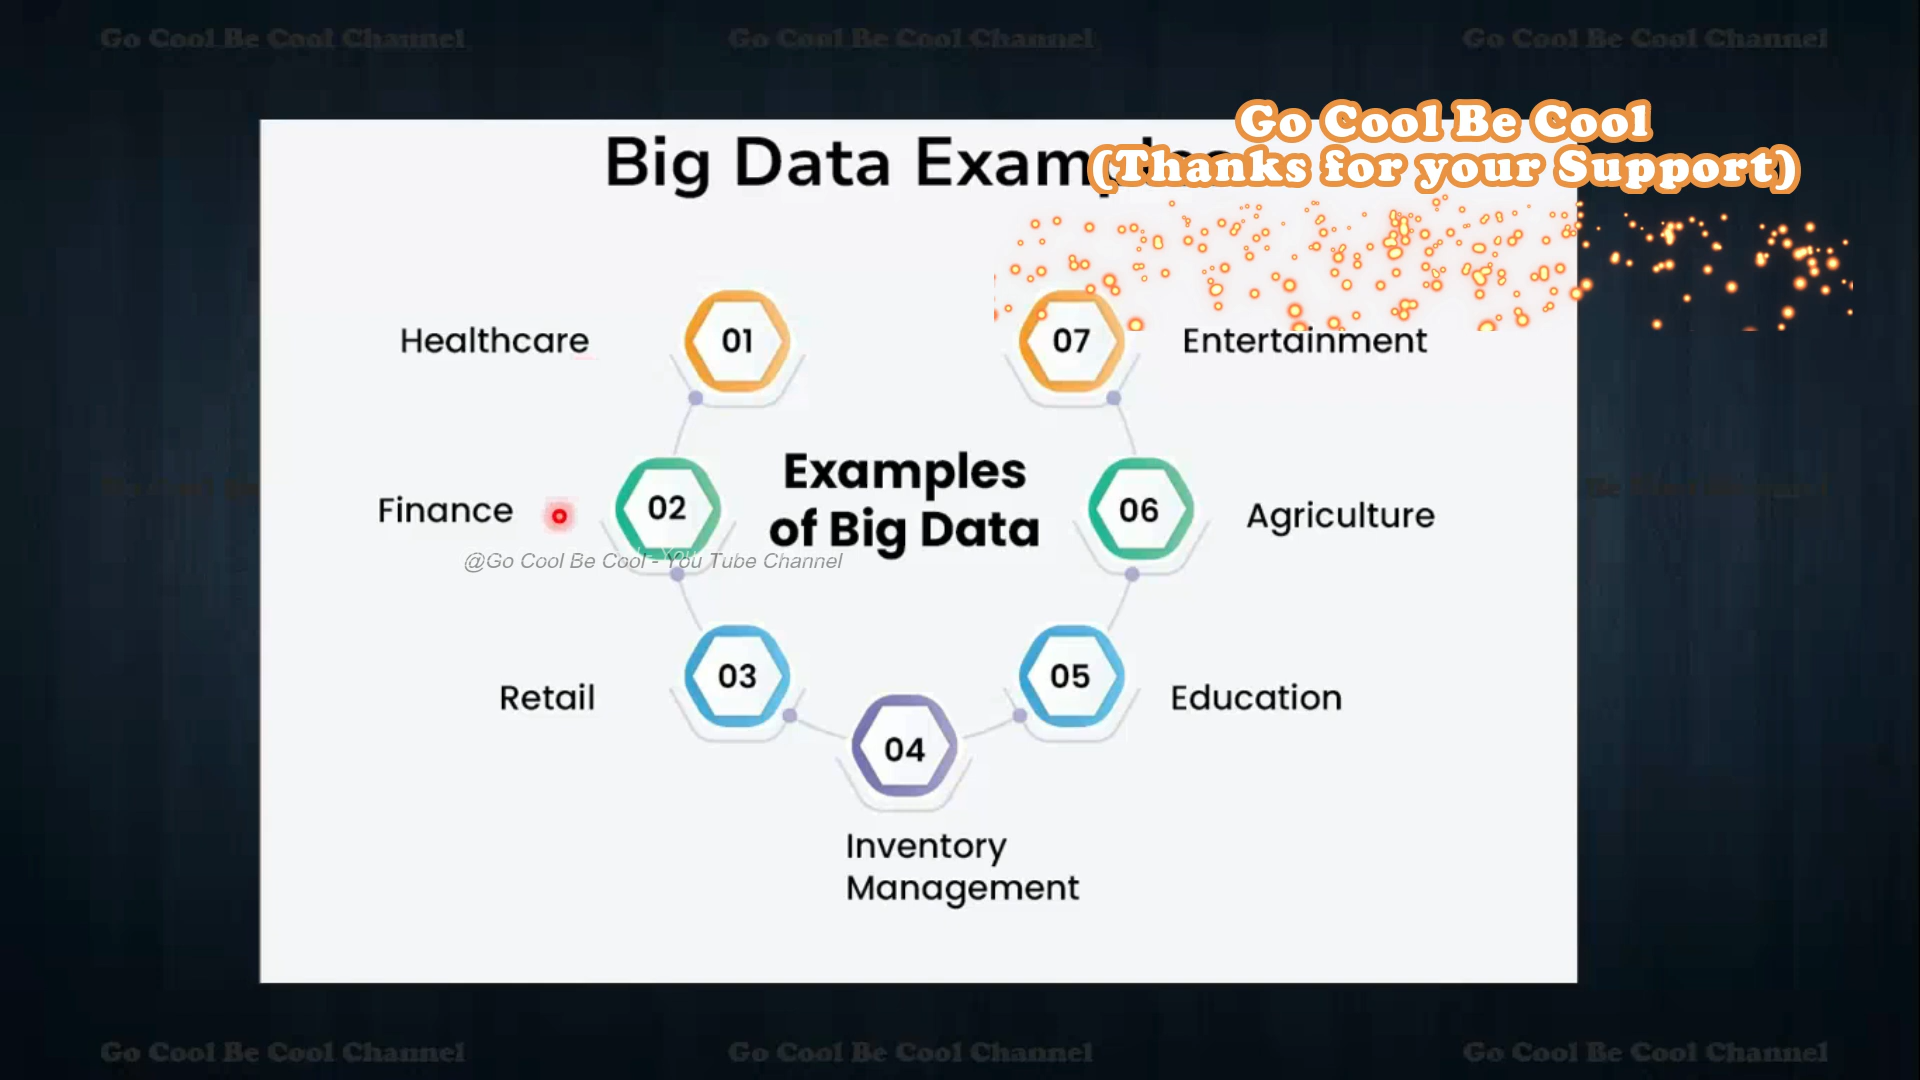 Go Cool Be Cool Channel
Go Cool Be Cool Channel
Go Cool Be Cool Channel
Go Cool Be Cool
(Thanks for your Support)
Big Data Examples
Healthcare
01
07
Entertainment
Finance
02
Examples
of Big Data
06
Agriculture
@Go Cool Be Cool - You Tube Channel
Retail
03
05
Education
04
Inventory
Management
Go Cool Be Cool Channel
Go Cool Be Cool Channel
Go Cool Be Cool Channel